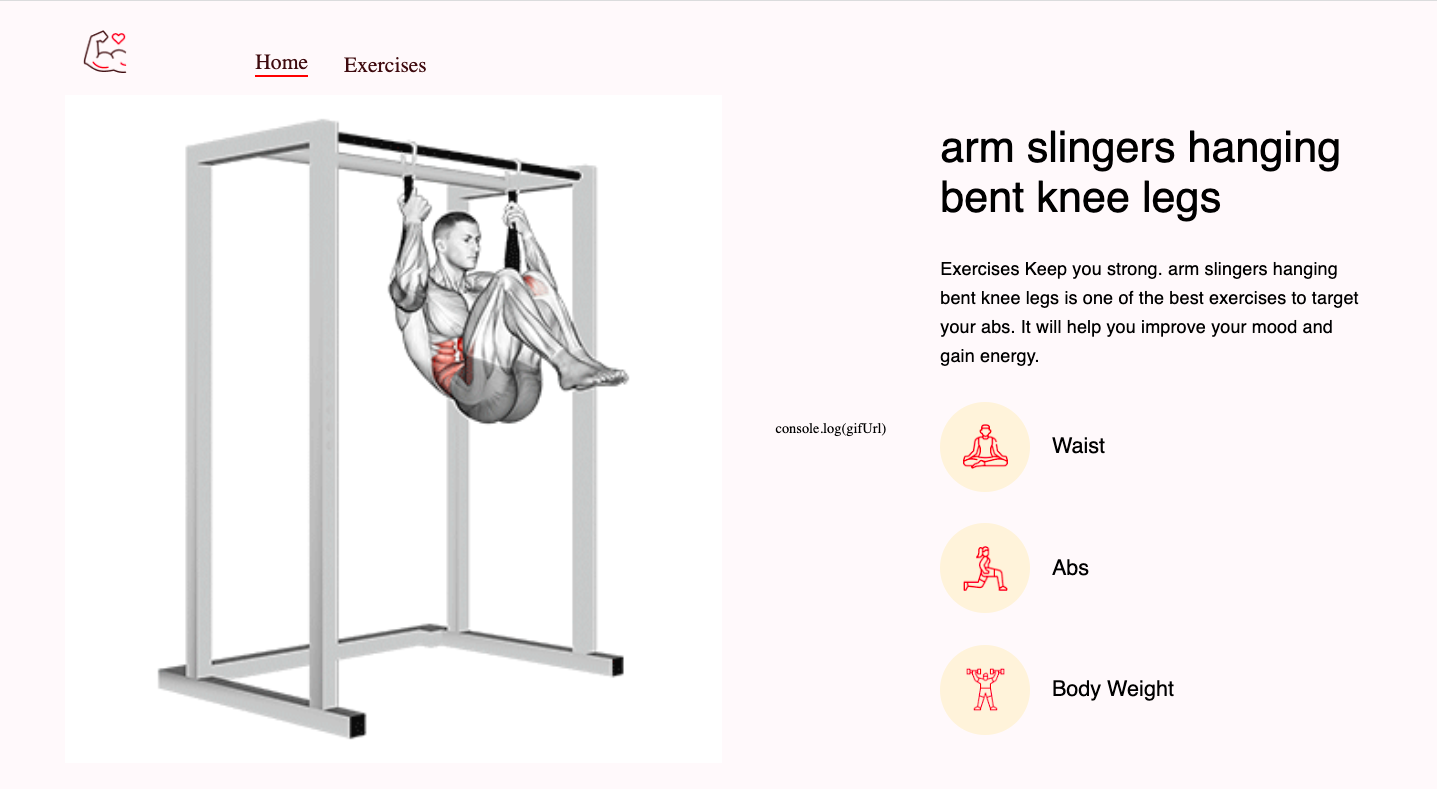 Home
Exercises
arm slingers hanging
bent knee legs
Exercises Keep you strong. arm slingers hanging
bent knee legs is one of the best exercises to target
your abs. It will help you improve your mood and
gain energy.
console.log(gifUrl)
Waist
Abs
Body Weight